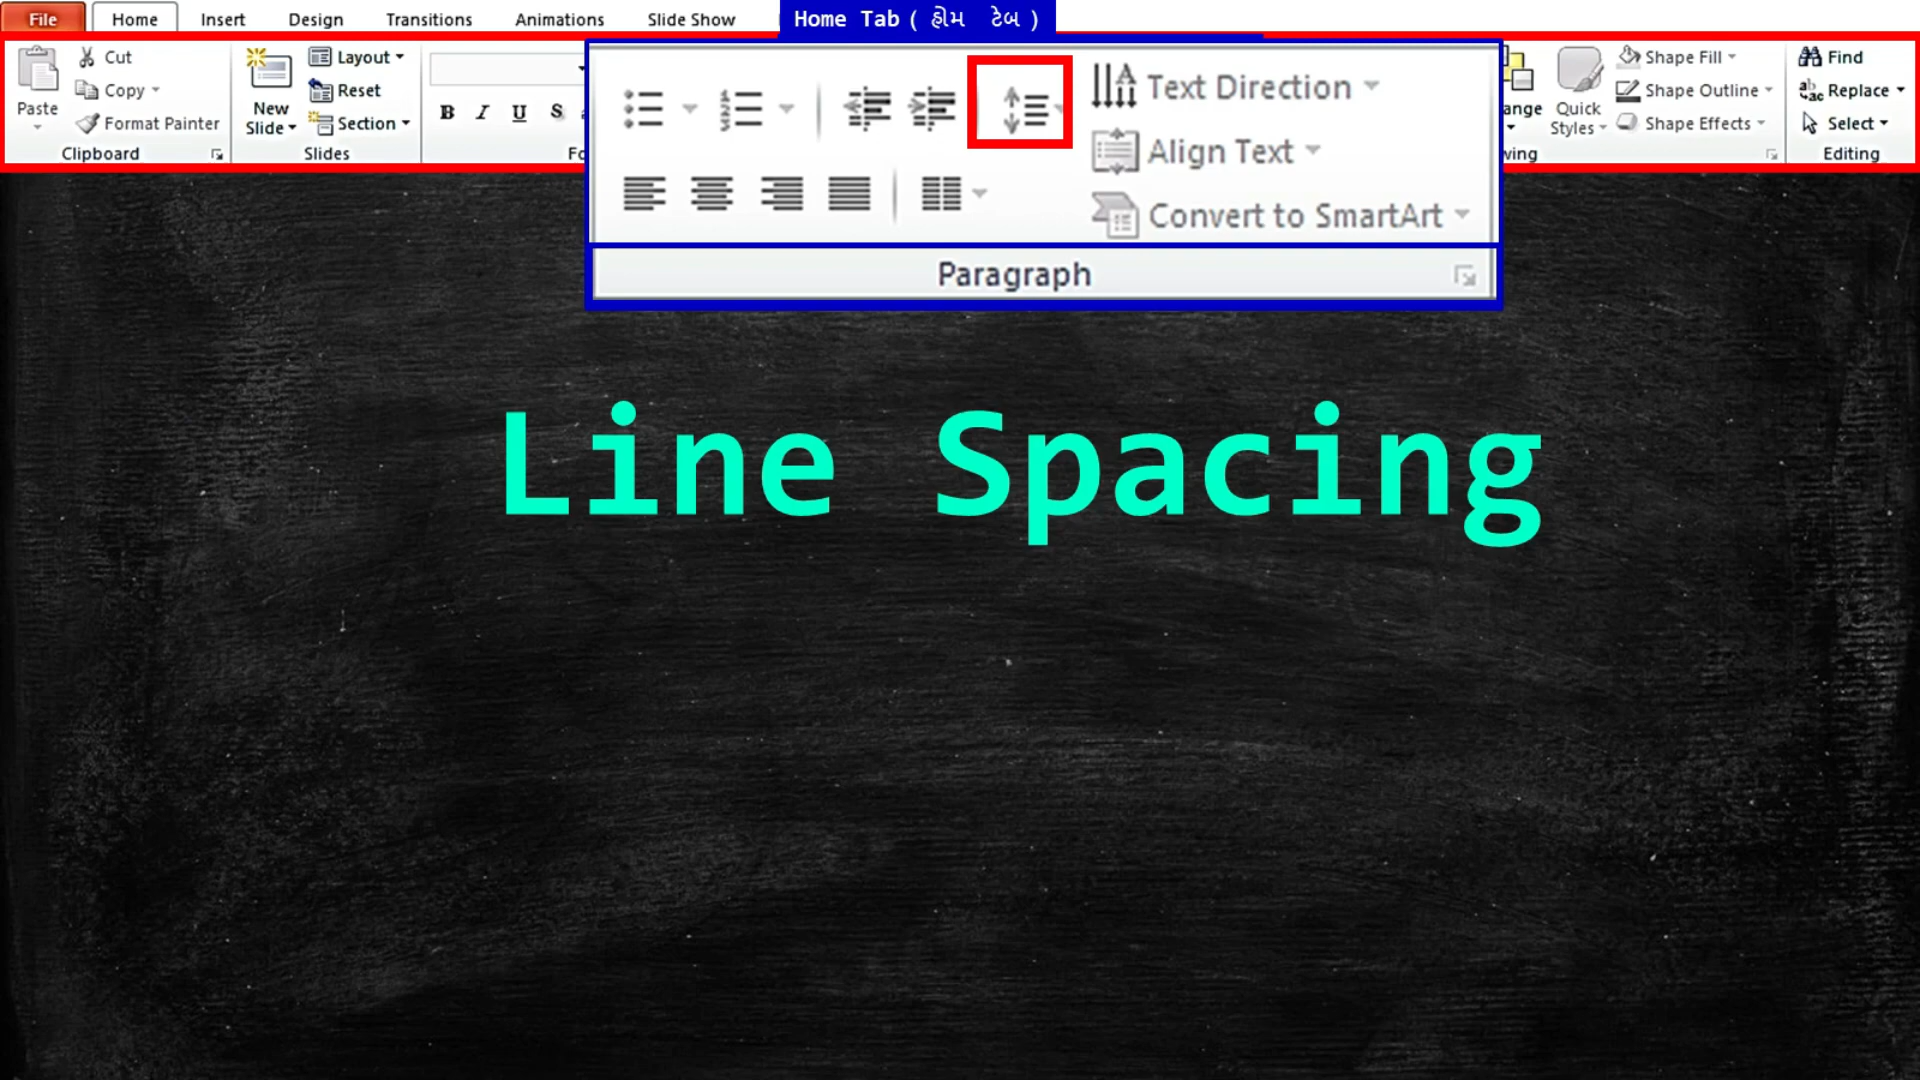 File Home Insert Design Transitions Animations Slide Show Home Tab ( હોમ ટેબ )
Cut
Copy
Format Painter
Paste
Clipboard
New
Slide
Layout
Reset
Section
Slides
B I U S
Text Direction
Align Text
Convert to SmartArt
Paragraph
Quick
Styles
Shape Fill
Shape Outline
Shape Effects
Find
Replace
Select
Editing
Line Spacing